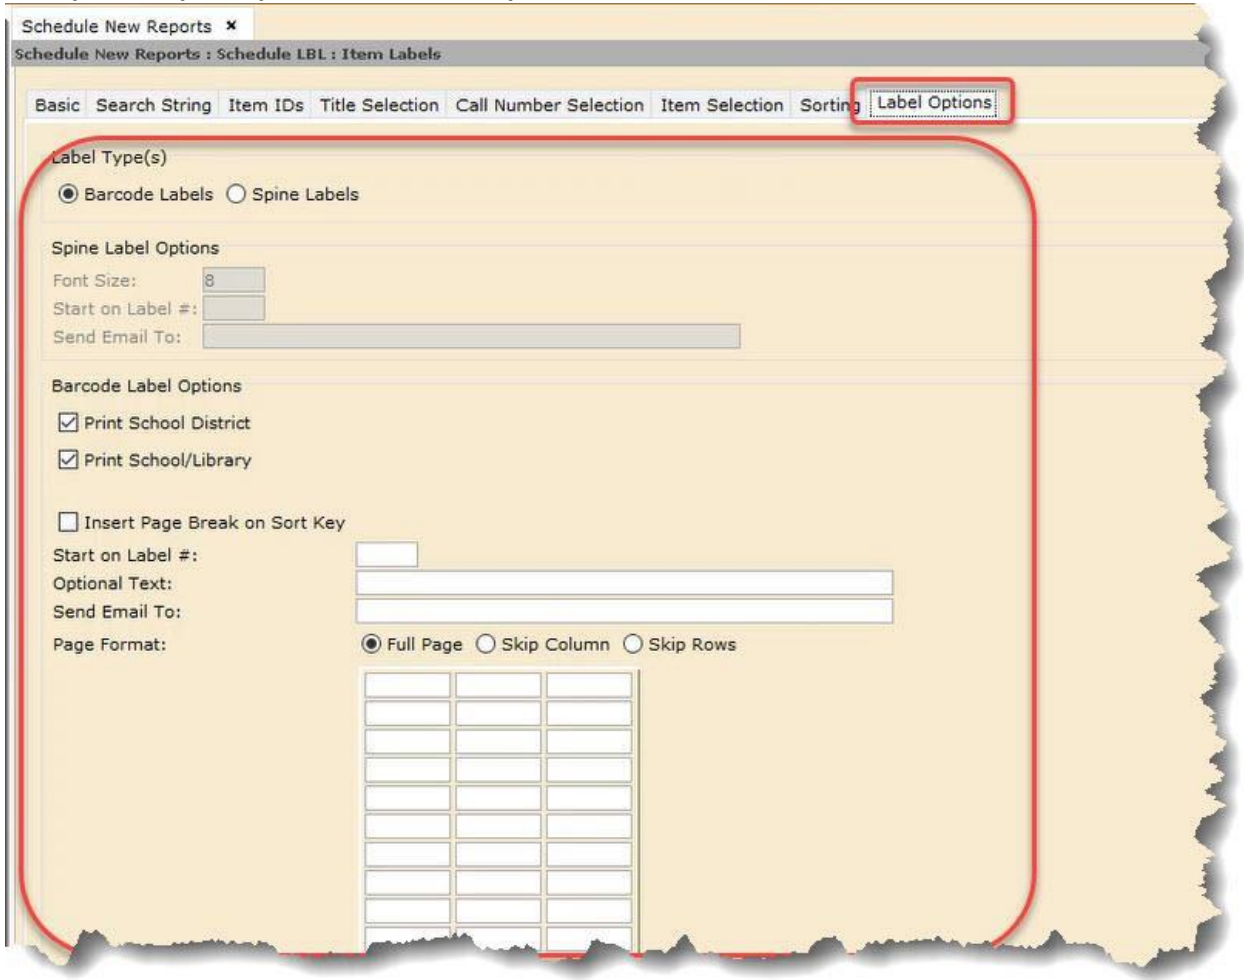 Schedule New Reports ×
Schedule New Reports : Schedule LBL : Item Labels
Basic Search String Item IDs Title Selection Call Number Selection Item Selection Sorting Label Options
Label Type(s)
Barcode Labels Spine Labels
Spine Label Options
Font Size: 8
Start on Label #:
Send Email To:
Barcode Label Options
Print School District
Print School/Library
Insert Page Break on Sort Key
Start on Label #:
Optional Text:
Send Email To:
Page Format: Full Page Skip Column Skip Rows